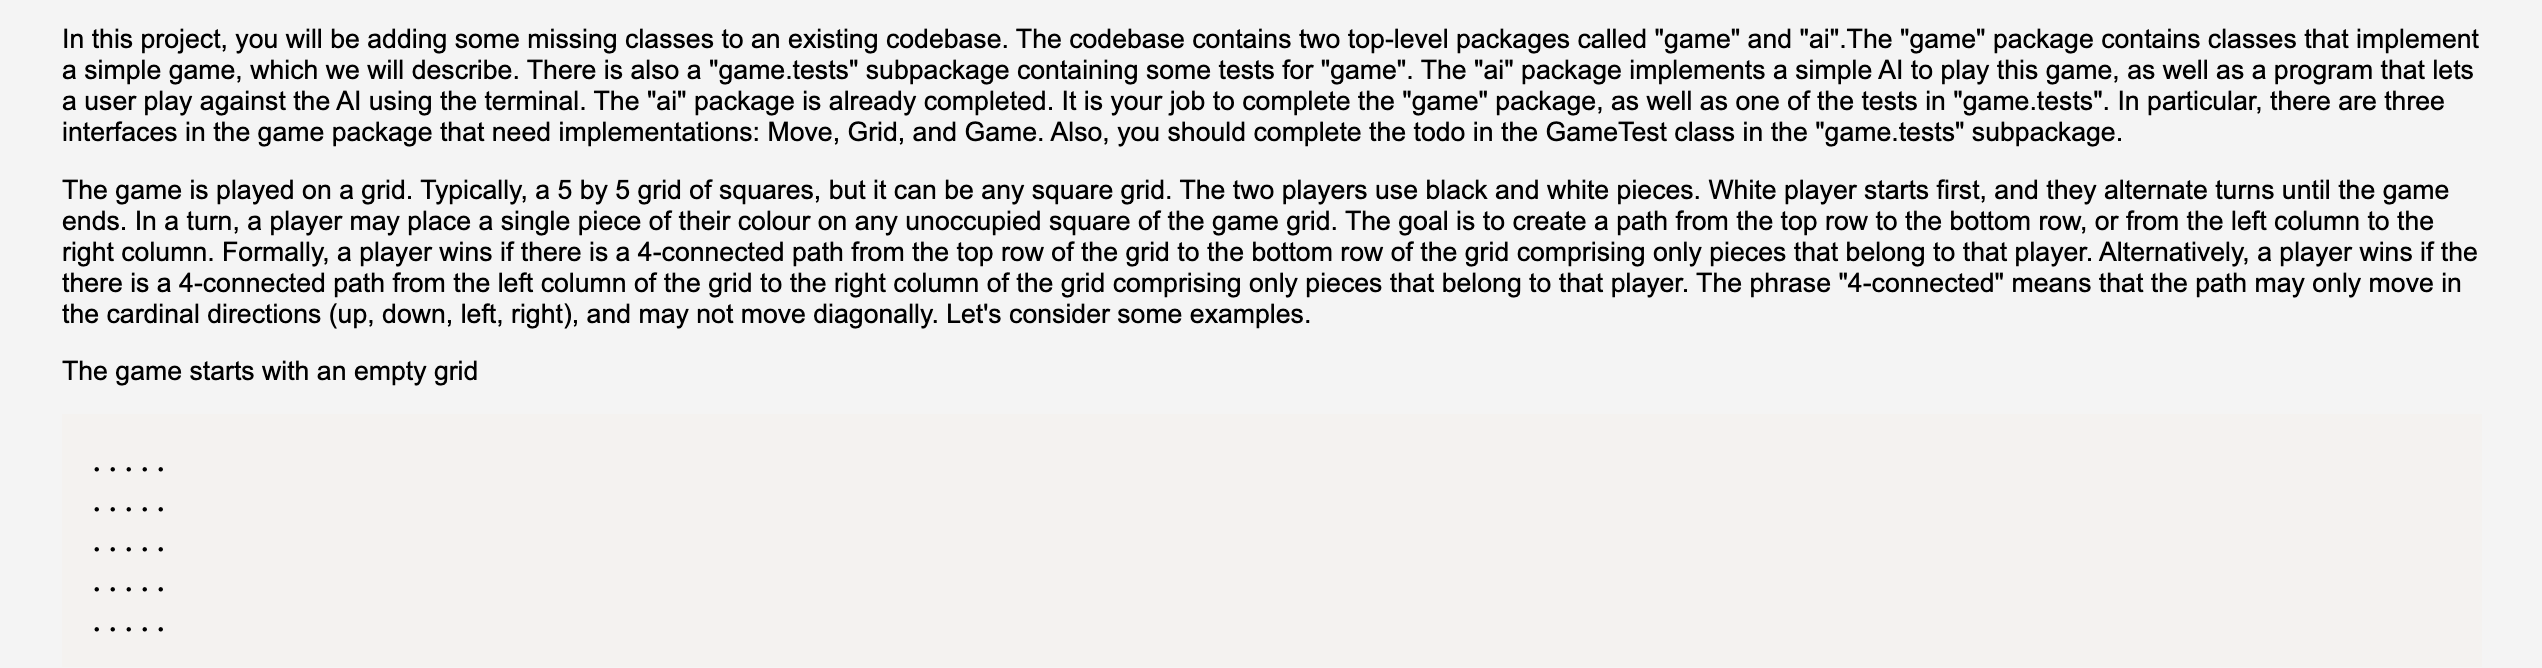 In this project, you will be adding some missing classes to an existing codebase. The codebase contains two top-level packages called "game" and "ai".The "game" package contains classes that implement
a simple game, which we will describe. There is also a "game.tests" subpackage containing some tests for "game". The "ai" package implements a simple AI to play this game, as well as a program that lets
a user play against the AI using the terminal. The "ai" package is already completed. It is your job to complete the "game" package, as well as one of the tests in "game.tests". In particular, there are three
interfaces in the game package that need implementations: Move, Grid, and Game. Also, you should complete the todo in the GameTest class in the "game.tests" subpackage.
The game is played on a grid. Typically, a 5 by 5 grid of squares, but it can be any square grid. The two players use black and white pieces. White player starts first, and they alternate turns until the game
ends. In a turn, a player may place a single piece of their colour on any unoccupied square of the game grid. The goal is to create a path from the top row to the bottom row, or from the left column to the
right column. Formally, a player wins if there is a 4-connected path from the top row of the grid to the bottom row of the grid comprising only pieces that belong to that player. Alternatively, a player wins if the
there is a 4-connected path from the left column of the grid to the right column of the grid comprising only pieces that belong to that player. The phrase "4-connected" means that the path may only move in
the cardinal directions (up, down, left, right), and may not move diagonally. Let's consider some examples.
The game starts with an empty grid
.....
.....
.....
.....
.....